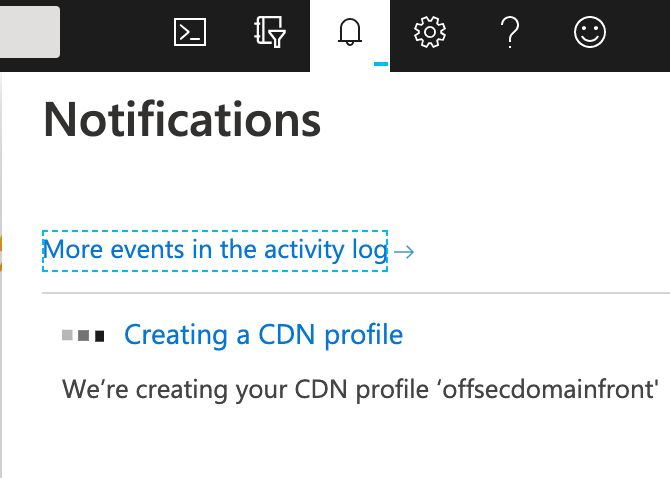 Notifications
More events in the activity log →
Creating a CDN profile
We’re creating your CDN profile ‘offsecdomainfront'